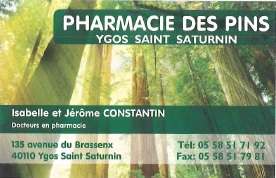 PHARMACIE DES PINS
YGOS SAINT SATURNIN
Isabelle et Jérôme CONSTANTIN
Docteurs en pharmacie
135 avenue du Brassenx
40110 Ygos Saint Saturnin
Tél: 05 58 51 71 92
Fax: 05 58 51 79 81